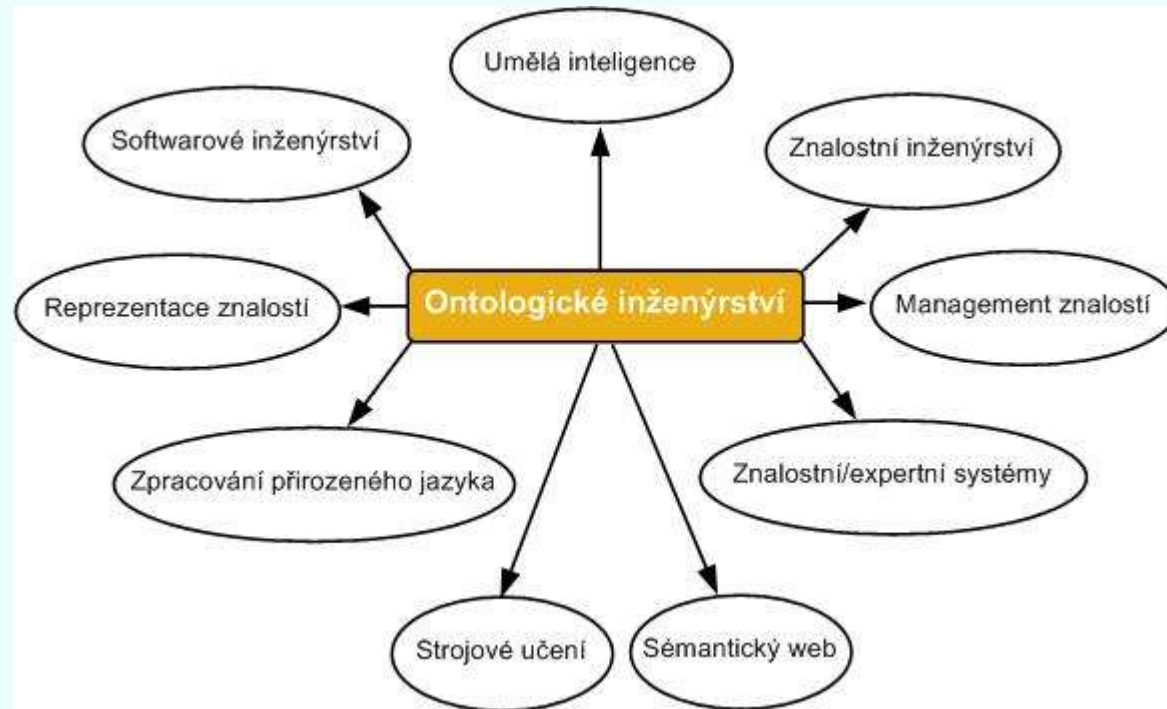 Umělá inteligence
Softwarové inženýrství
Znalostní inženýrství
Ontologické inženýrství
Reprezentace znalostí
Management znalostí
Zpracování přirozeného jazyka
Znalostní/expertní systémy
Strojové učení
Sémantický web